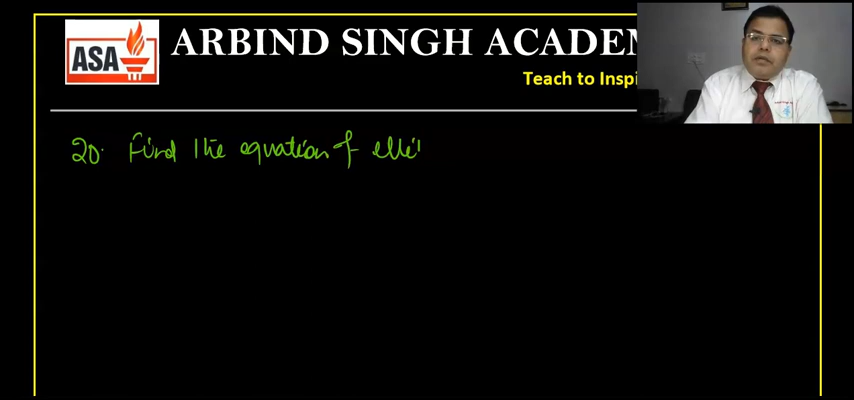 ASA
ARBIND SINGH ACADEM
Teach to Inspi
20. Find the equation of elli